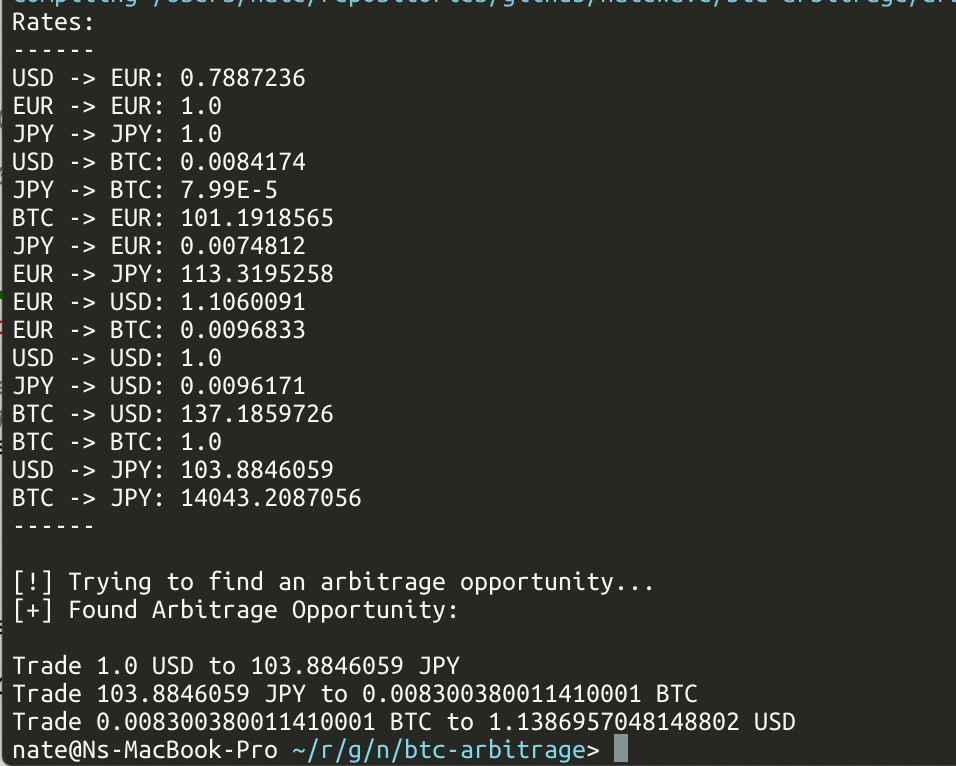 Rates:
------
USD -> EUR: 0.7887236
EUR -> EUR: 1.0
JPY -> JPY: 1.0
USD -> BTC: 0.0084174
JPY -> BTC: 7.99E-5
BTC -> EUR: 101.1918565
JPY -> EUR: 0.0074812
EUR -> JPY: 113.3195258
EUR -> USD: 1.1060091
EUR -> BTC: 0.0096833
USD -> USD: 1.0
JPY -> USD: 0.0096171
BTC -> USD: 137.1859726
BTC -> BTC: 1.0
USD -> JPY: 103.8846059
BTC -> JPY: 14043.2087056
------
[!] Trying to find an arbitrage opportunity...
[+] Found Arbitrage Opportunity:
Trade 1.0 USD to 103.8846059 JPY
Trade 103.8846059 JPY to 0.008300380011410001 BTC
Trade 0.008300380011410001 BTC to 1.1386957048148802 USD
nate@Ns-MacBook-Pro ~/r/g/n/btc-arbitrage>